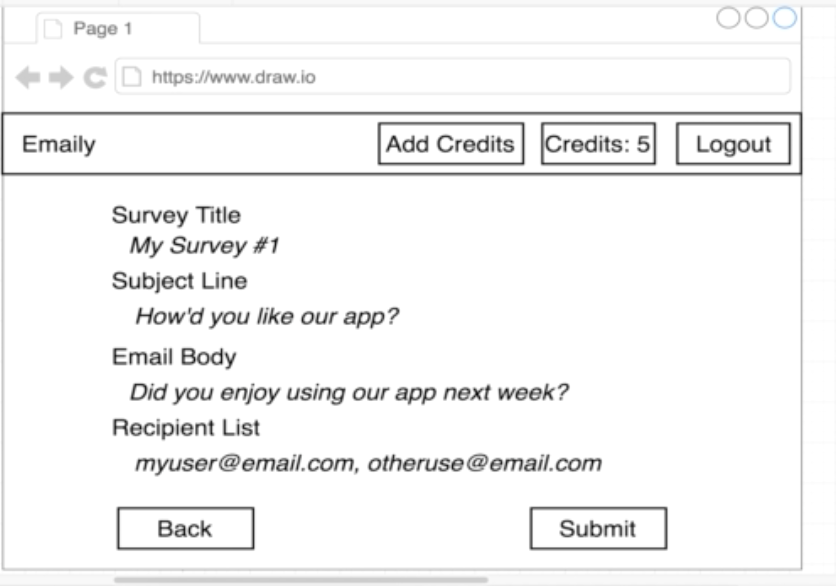 Page 1
https://www.draw.io
Emaily Add Credits Credits: 5 Logout
Survey Title
My Survey #1
Subject Line
How'd you like our app?
Email Body
Did you enjoy using our app next week?
Recipient List
myuser@email.com, otheruse@email.com
Back Submit